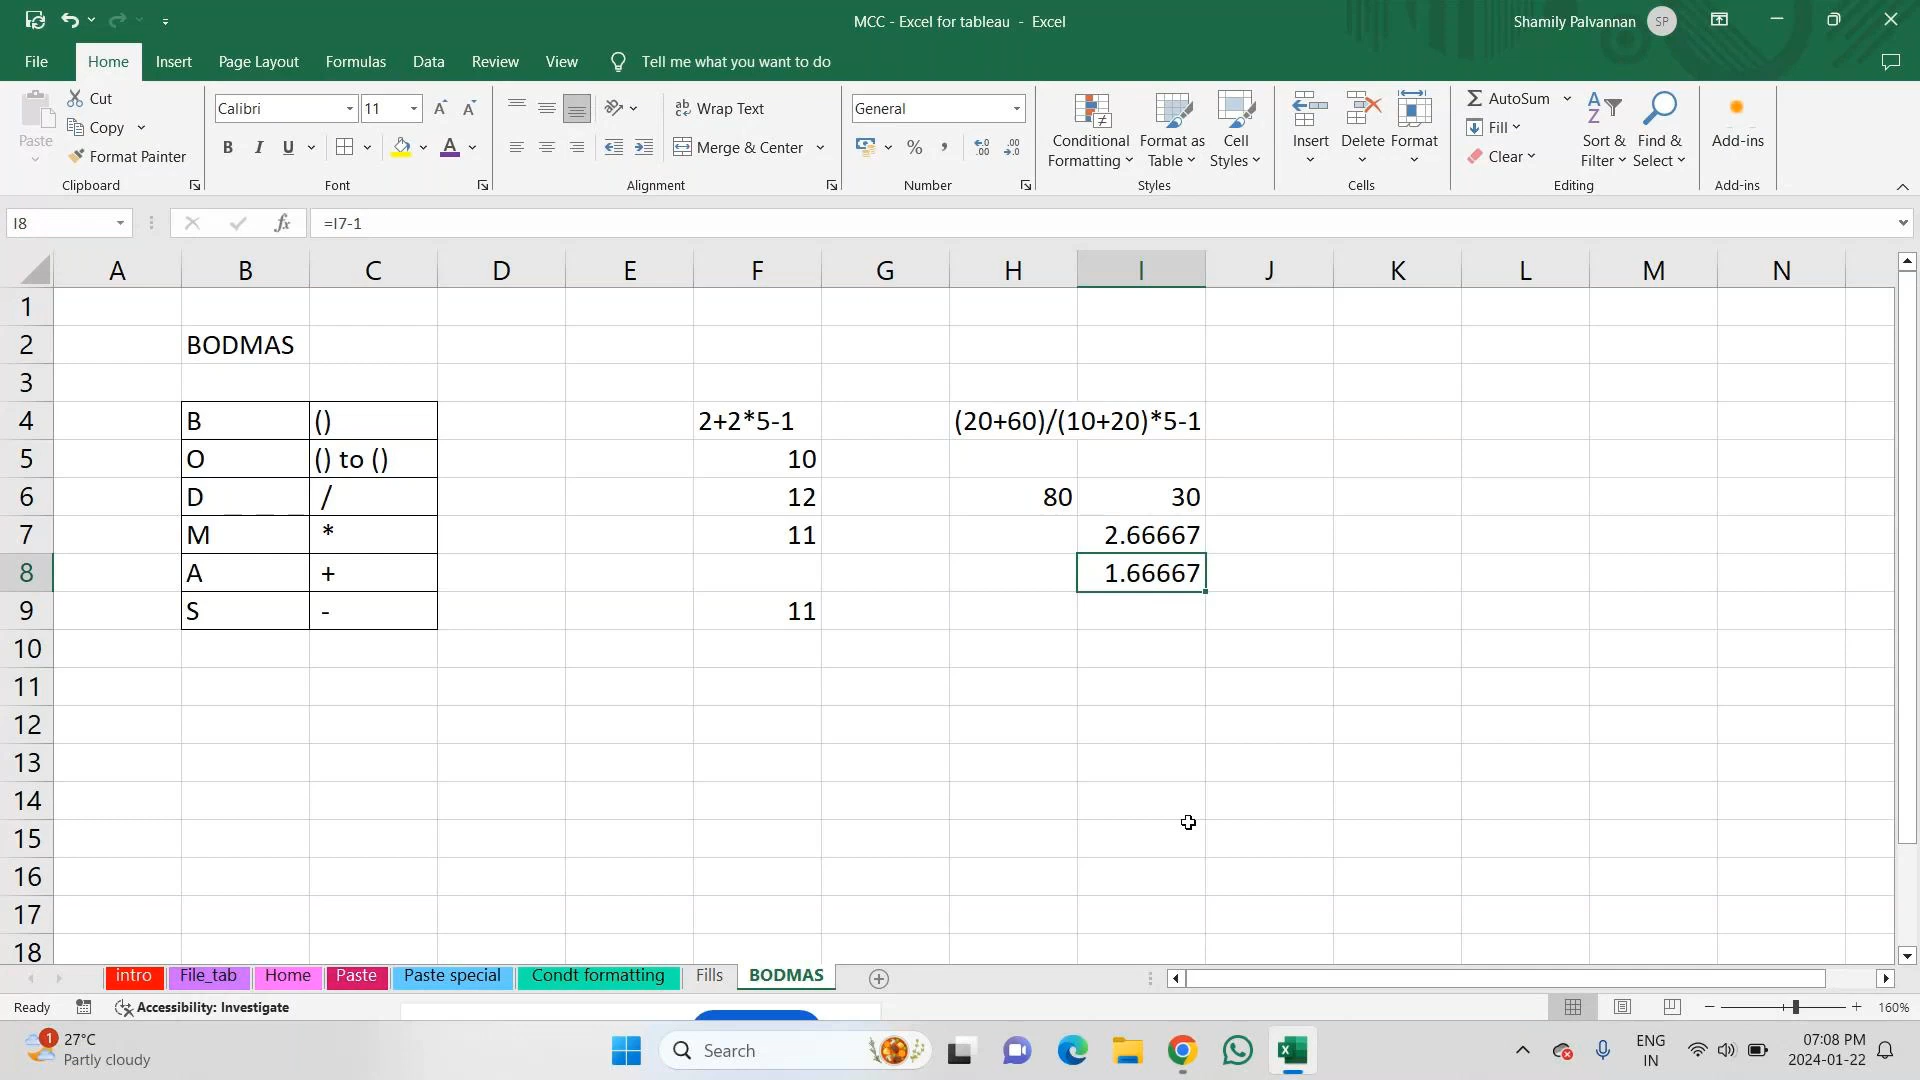 MCC - Excel for tableau - Excel
Shamily Palvannan SP
File Home Insert Page Layout Formulas Data Review View Tell me what you want to do
Paste
Cut
Copy
Format Painter
Clipboard
Calibri 11
B I U
Font
Wrap Text
Merge & Center
Alignment
General
%
Number
Conditional Formatting
Format as Table
Cell Styles
Styles
Insert Delete Format
Cells
AutoSum
Fill
Clear
Sort & Filter
Find & Select
Editing
Add-ins
Add-ins
I8 fx =I7-1
A B C D E F G H I J K L M N
1
2 BODMAS
3
4 B () 2+2*5-1 (20+60)/(10+20)*5-1
5 O () to () 10
6 D / 12 80 30
7 M * 11 2.66667
8 A + 1.66667
9 S - 11
10
11
12
13
14
15
16
17
18
intro File_tab Home Paste Paste special Condt formatting Fills BODMAS
Ready Accessibility: Investigate 160%
1 27°C
Partly cloudy
Search
ENG
IN
07:08 PM
2024-01-22